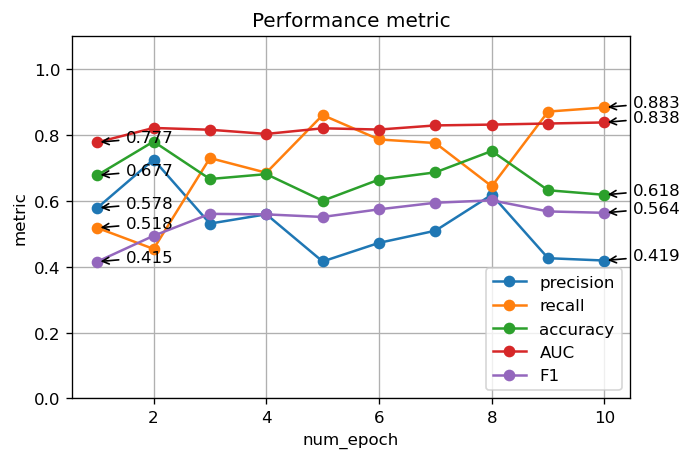 Performance metric
metric
1.0
0.8
0.6
0.4
0.2
0.0
0.777
0.677
0.578
0.518
0.415
0.883
0.838
0.618
0.564
0.419
precision
recall
accuracy
AUC
F1
2
4
6
8
10
num_epoch